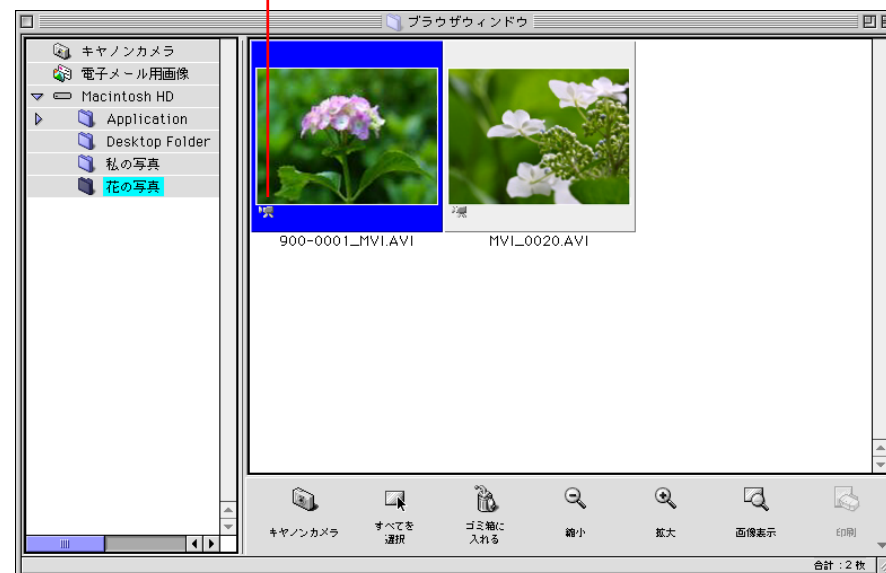 ブラウザウィンドウ
キヤノンカメラ
電子メール用画像
Macintosh HD
Application
Desktop Folder
私の写真
花の写真
900-0001_MVI.AVI
MVI_0020.AVI
キヤノンカメラ
すべてを
選択
ゴミ箱に
入れる
縮小
拡大
画像表示
印刷
合計：2 枚